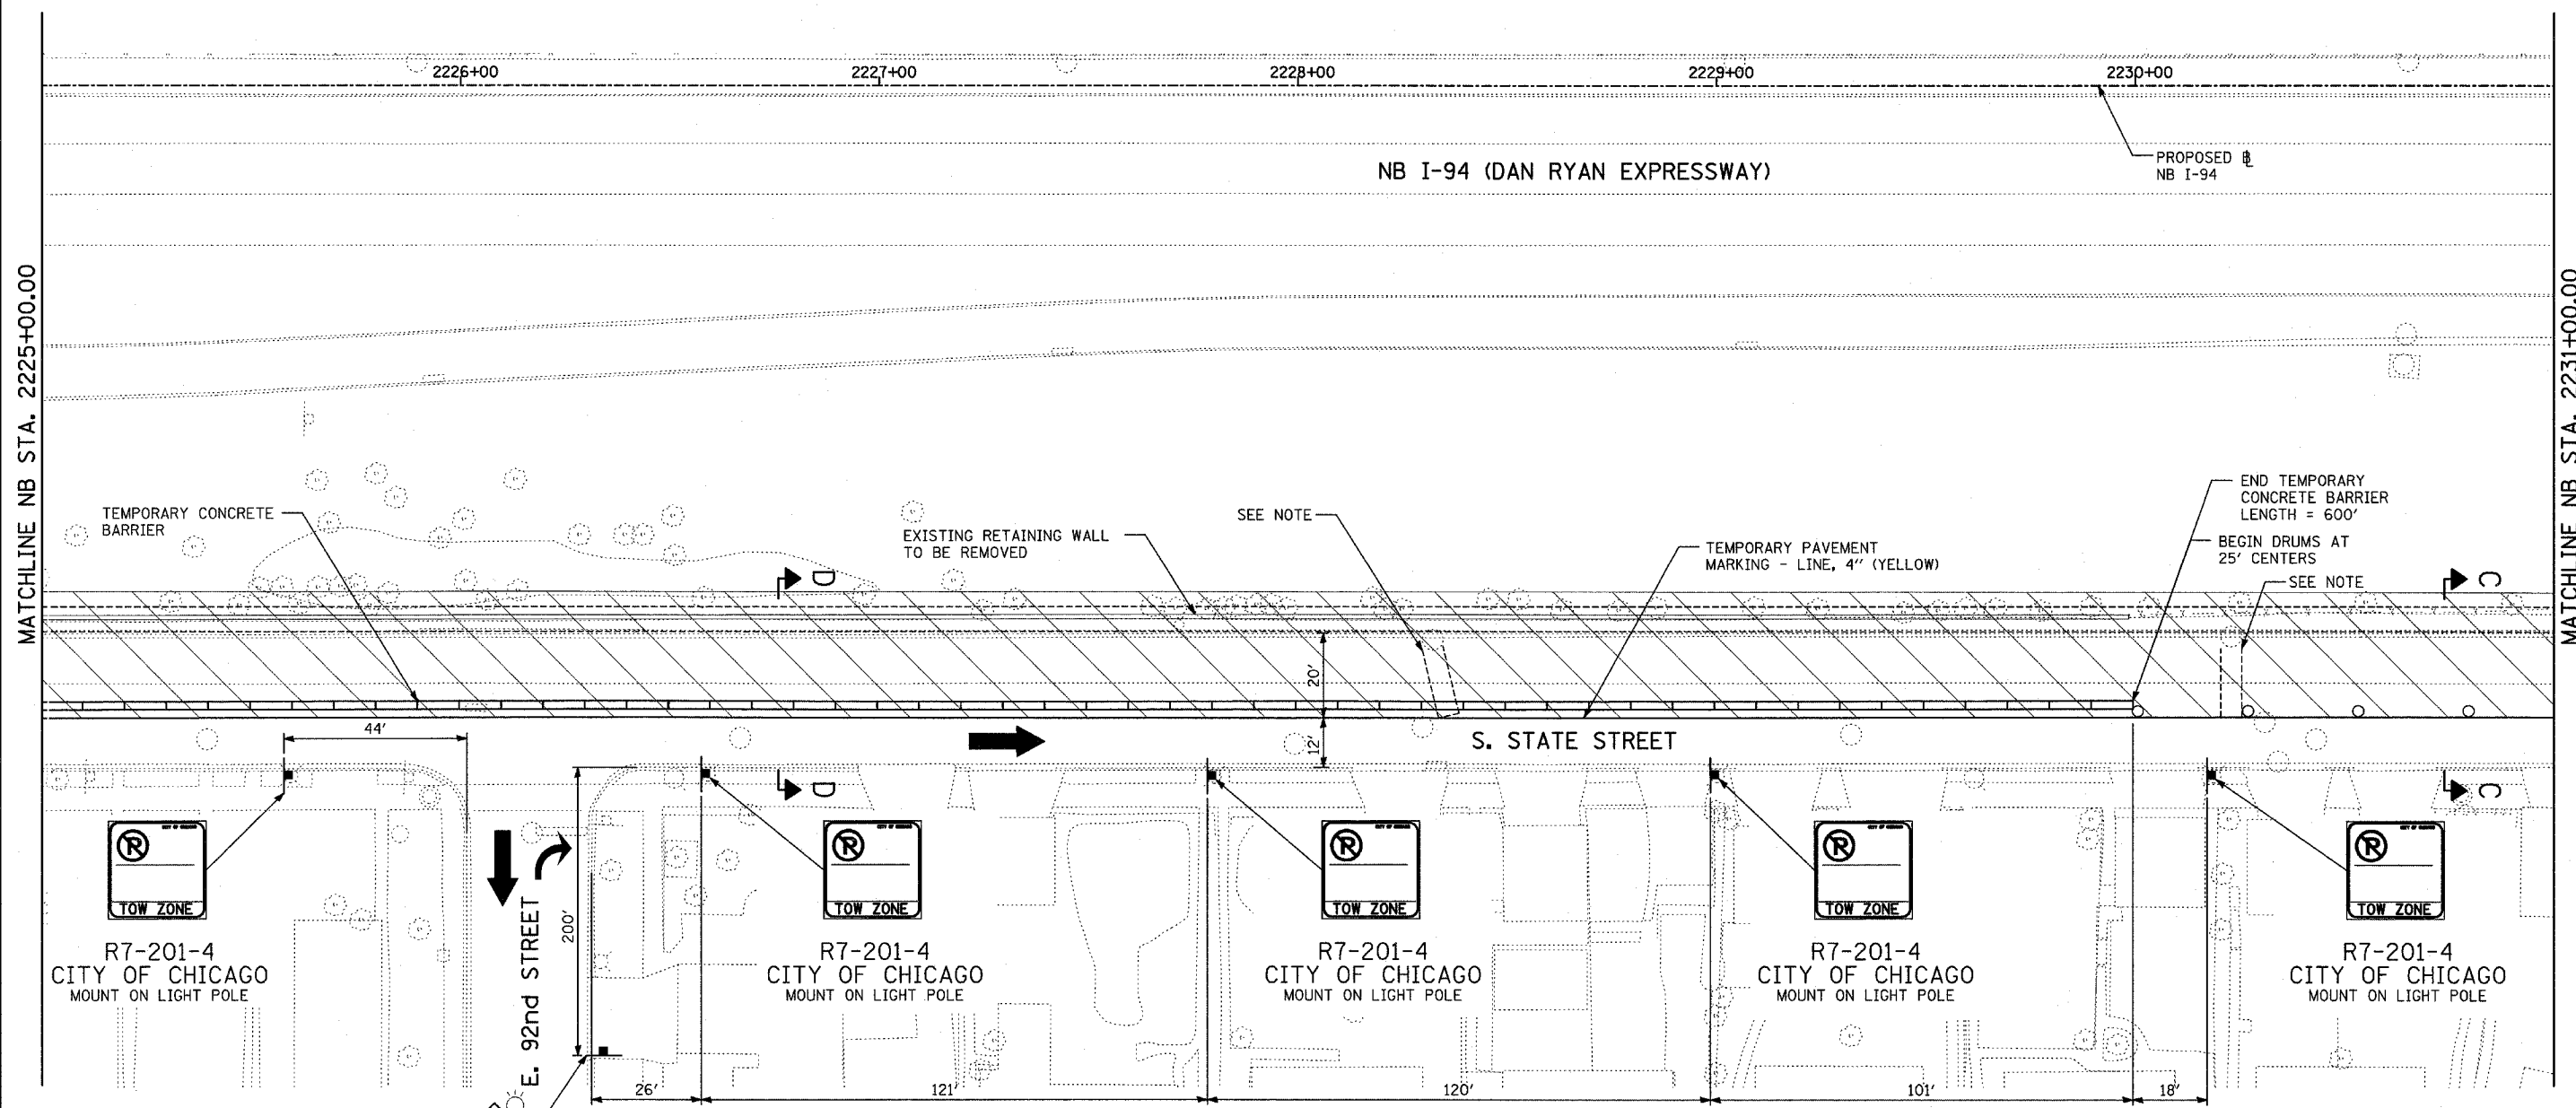 2226+00
2227+00
2228+00
2229+00
2230+00
NB I-94 (DAN RYAN EXPRESSWAY)
PROPOSED ℄
NB I-94
MATCHLINE NB STA. 2225+00.00
MATCHLINE NB STA. 2231+00.00
TEMPORARY CONCRETE
BARRIER
EXISTING RETAINING WALL
TO BE REMOVED
SEE NOTE
TEMPORARY PAVEMENT
MARKING - LINE, 4" (YELLOW)
END TEMPORARY
CONCRETE BARRIER
LENGTH = 600'
BEGIN DRUMS AT
25' CENTERS
SEE NOTE
D
C
20'
44'
12'
S. STATE STREET
D
C
P
TOW ZONE
R7-201-4
CITY OF CHICAGO
MOUNT ON LIGHT POLE
E. 92nd STREET
200'
P
TOW ZONE
R7-201-4
CITY OF CHICAGO
MOUNT ON LIGHT POLE
P
TOW ZONE
R7-201-4
CITY OF CHICAGO
MOUNT ON LIGHT POLE
P
TOW ZONE
R7-201-4
CITY OF CHICAGO
MOUNT ON LIGHT POLE
P
TOW ZONE
R7-201-4
CITY OF CHICAGO
MOUNT ON LIGHT POLE
26'
121'
120'
101'
18'